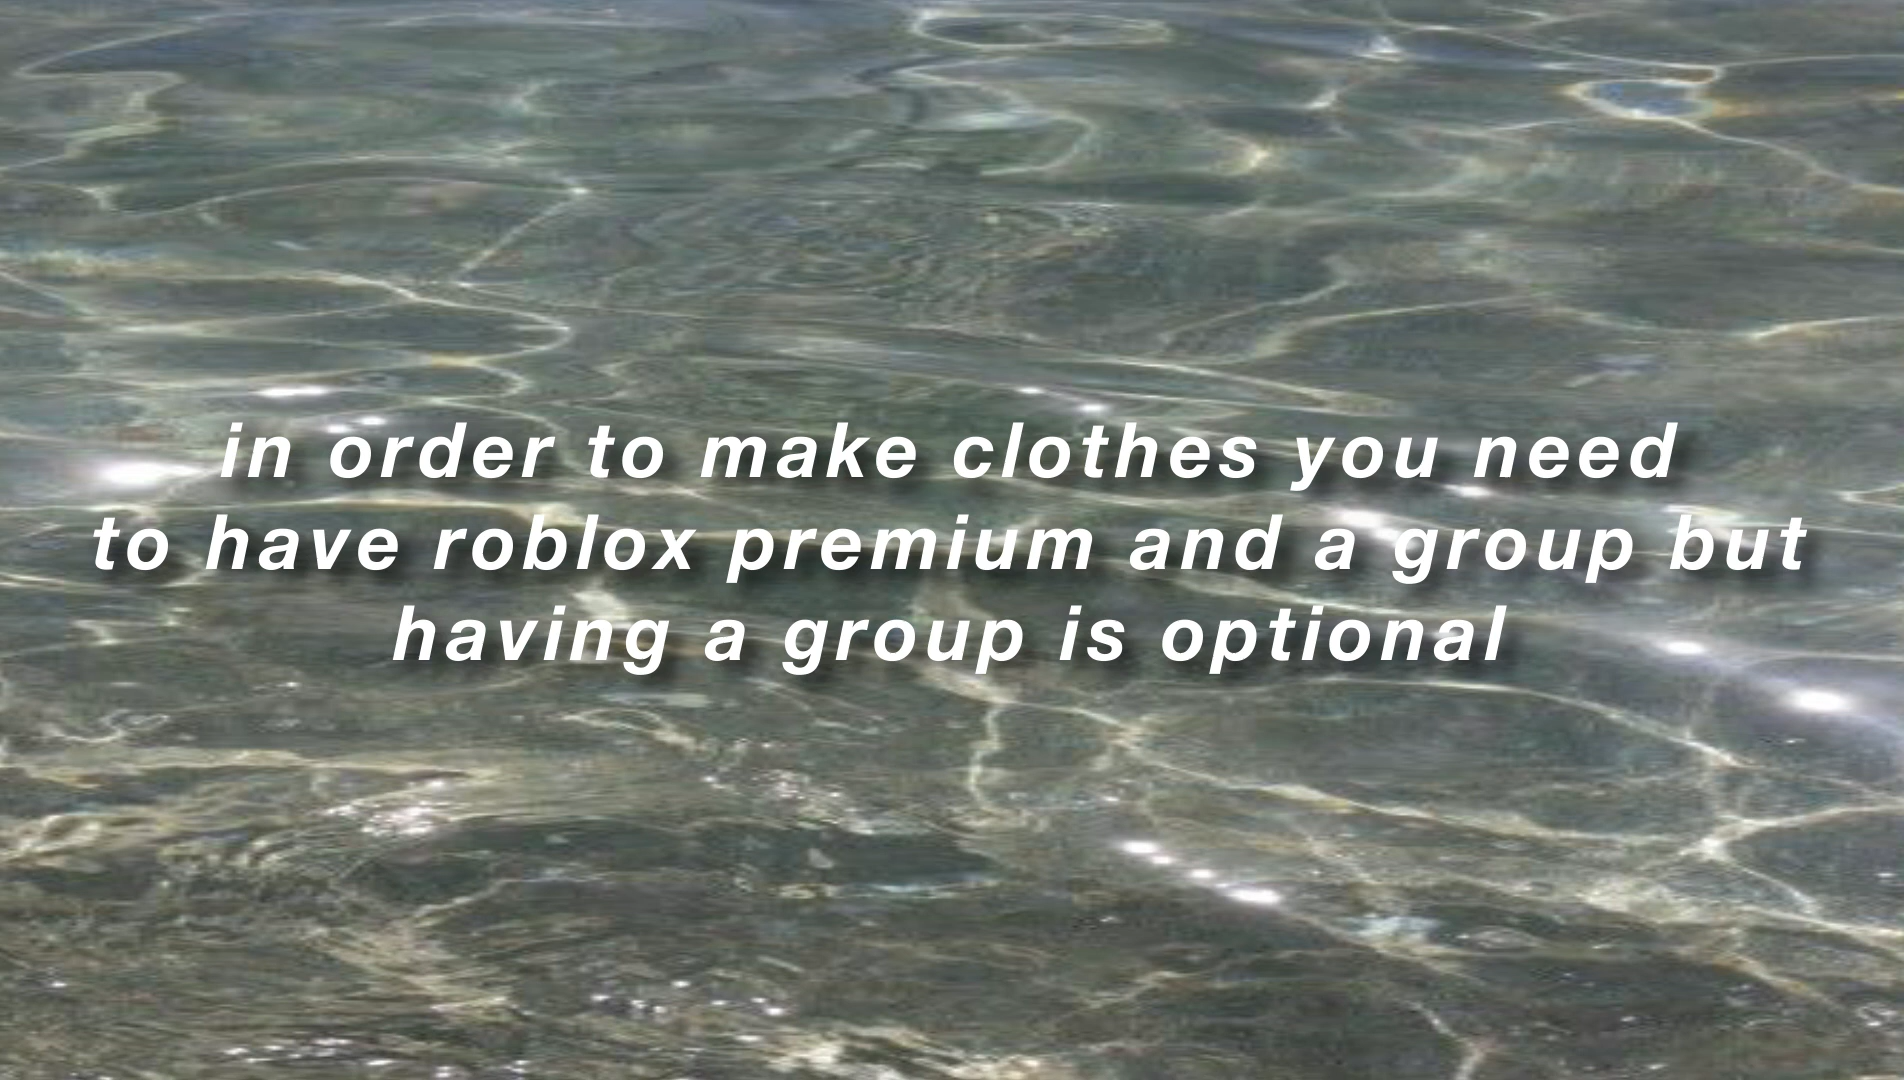 in order to make clothes you need
to have roblox premium and a group but
having a group is optional